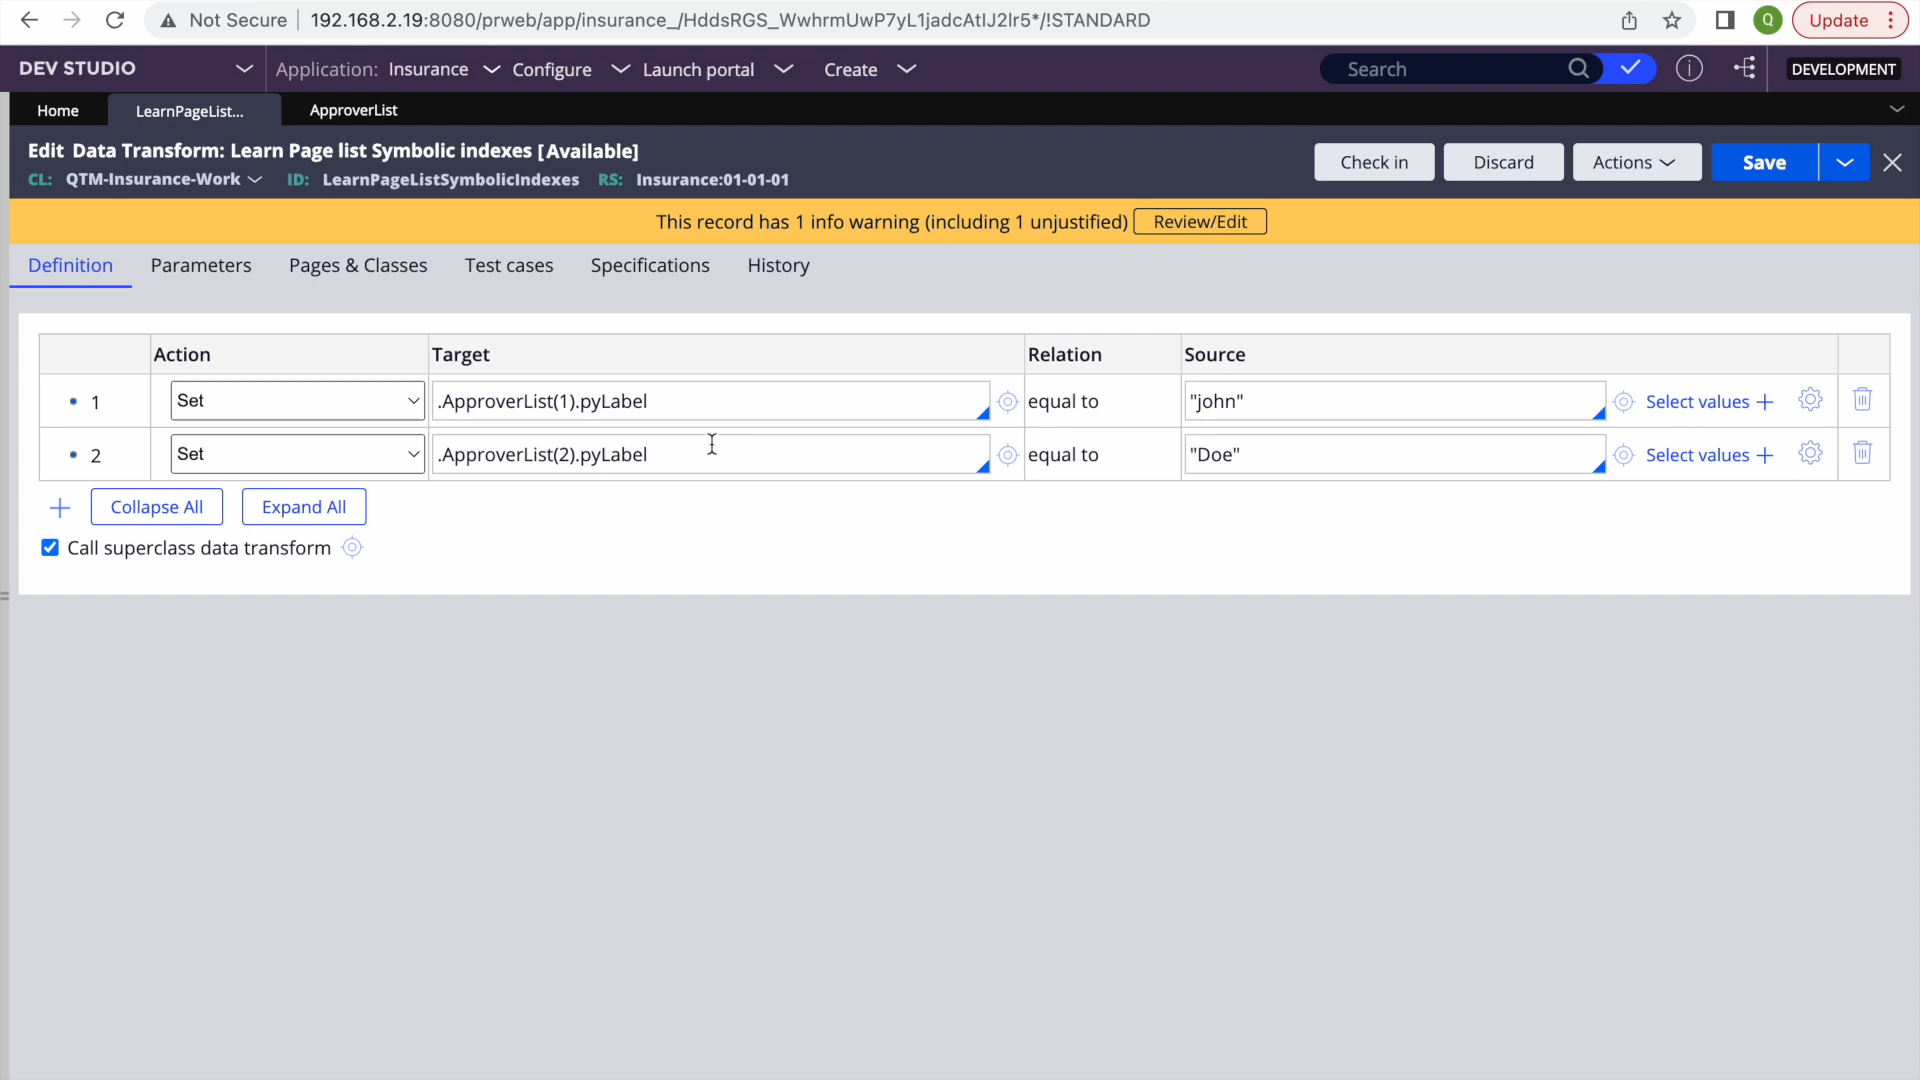 Not Secure 192.168.2.19:8080/prweb/app/insurance_/HddsRGS_WwhrmUwP7yL1jadcAtlJ2lr5*/!STANDARD Q Update
DEV STUDIO Application: Insurance Configure Launch portal Create Search DEVELOPMENT
Home LearnPageList... ApproverList
Edit Data Transform: Learn Page list Symbolic indexes [Available]
CL: QTM-Insurance-Work ID: LearnPageListSymbolicIndexes RS: Insurance:01-01-01
Check in Discard Actions Save
This record has 1 info warning (including 1 unjustified) Review/Edit
Definition Parameters Pages & Classes Test cases Specifications History
Action Target Relation Source
1 Set .ApproverList(1).pyLabel equal to "john" Select values
2 Set .ApproverList(2).pyLabel equal to "Doe" Select values
Collapse All Expand All
Call superclass data transform